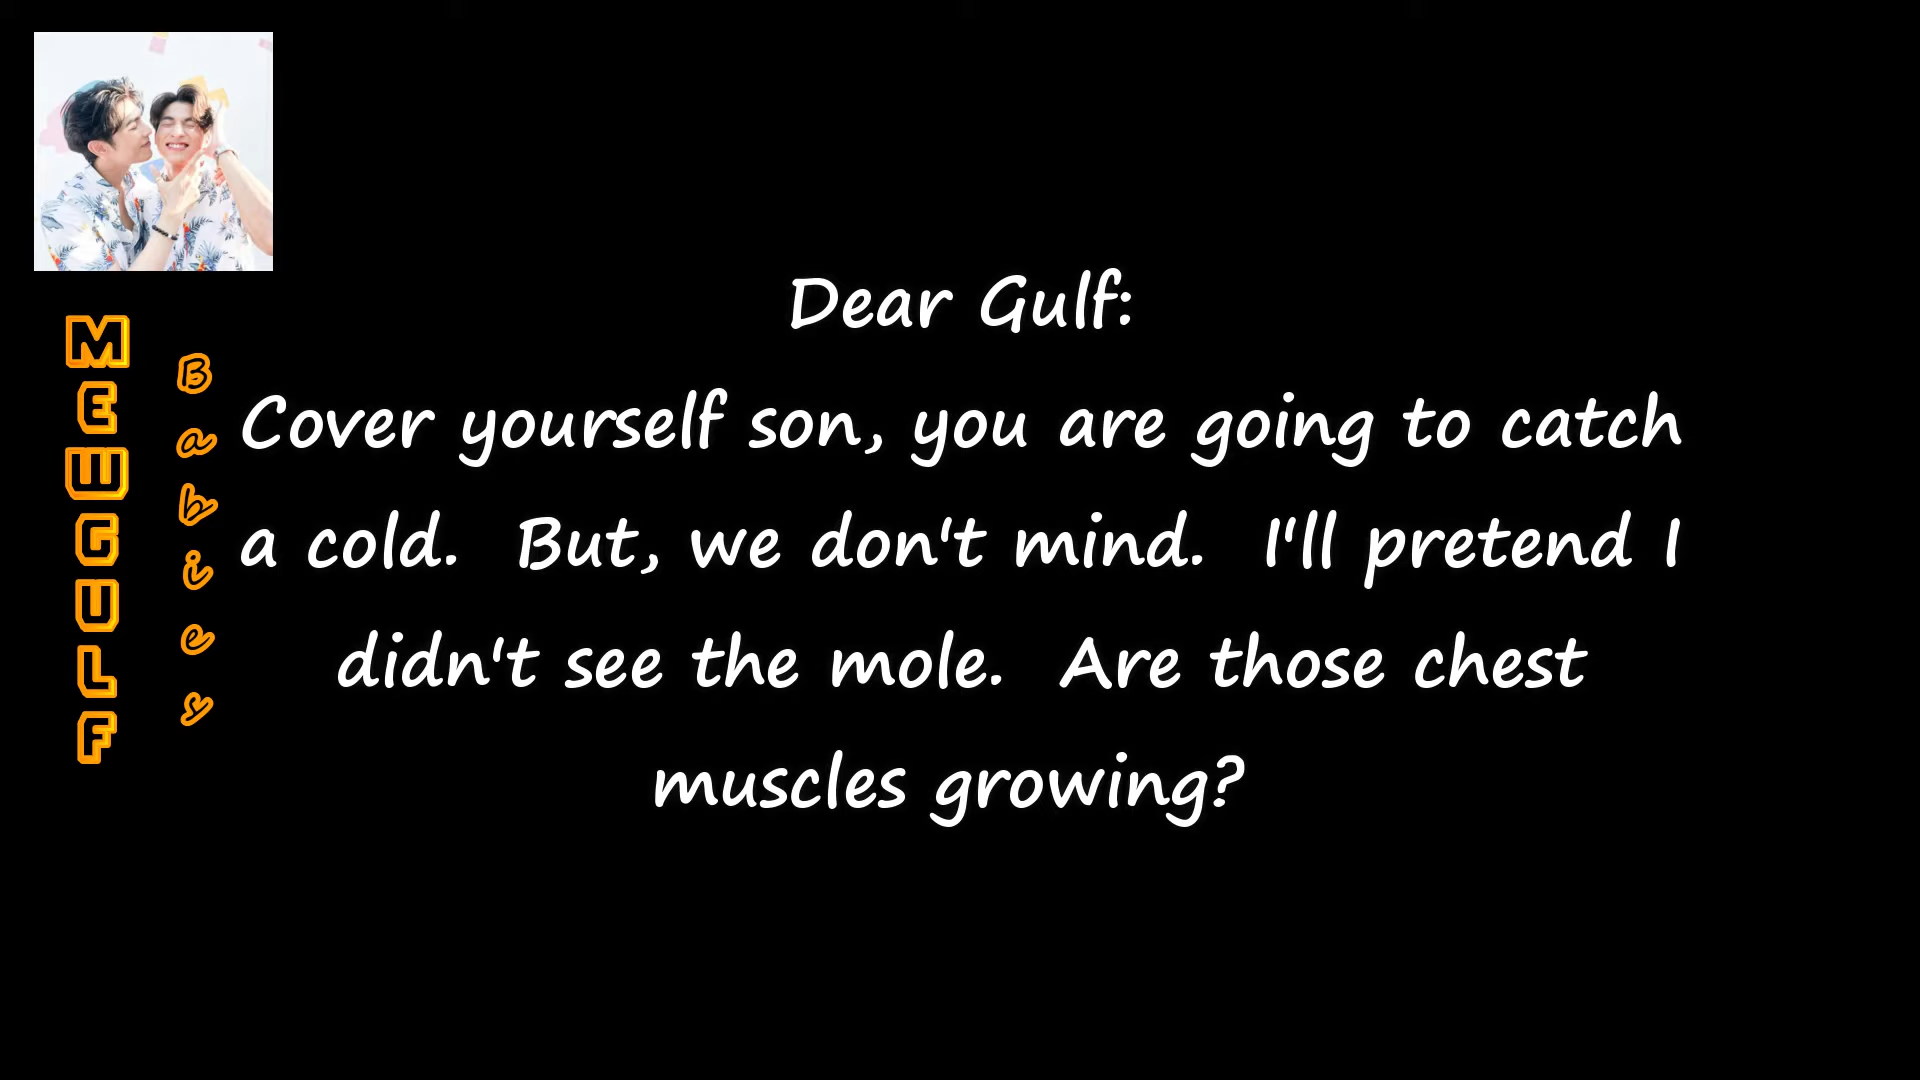 MEWGULF
Babies
Dear Gulf:
Cover yourself son, you are going to catch
a cold.  But, we don't mind.  I'll pretend I
didn't see the mole.  Are those chest
muscles growing?